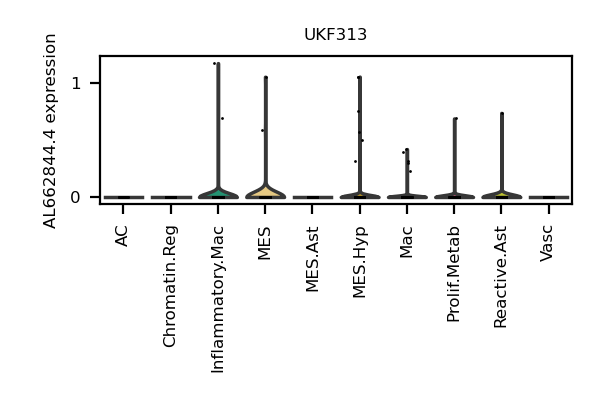 UKF313
AL662844.4 expression
1
0
AC
Chromatin.Reg
Inflammatory.Mac
MES
MES.Ast
MES.Hyp
Mac
Prolif.Metab
Reactive.Ast
Vasc